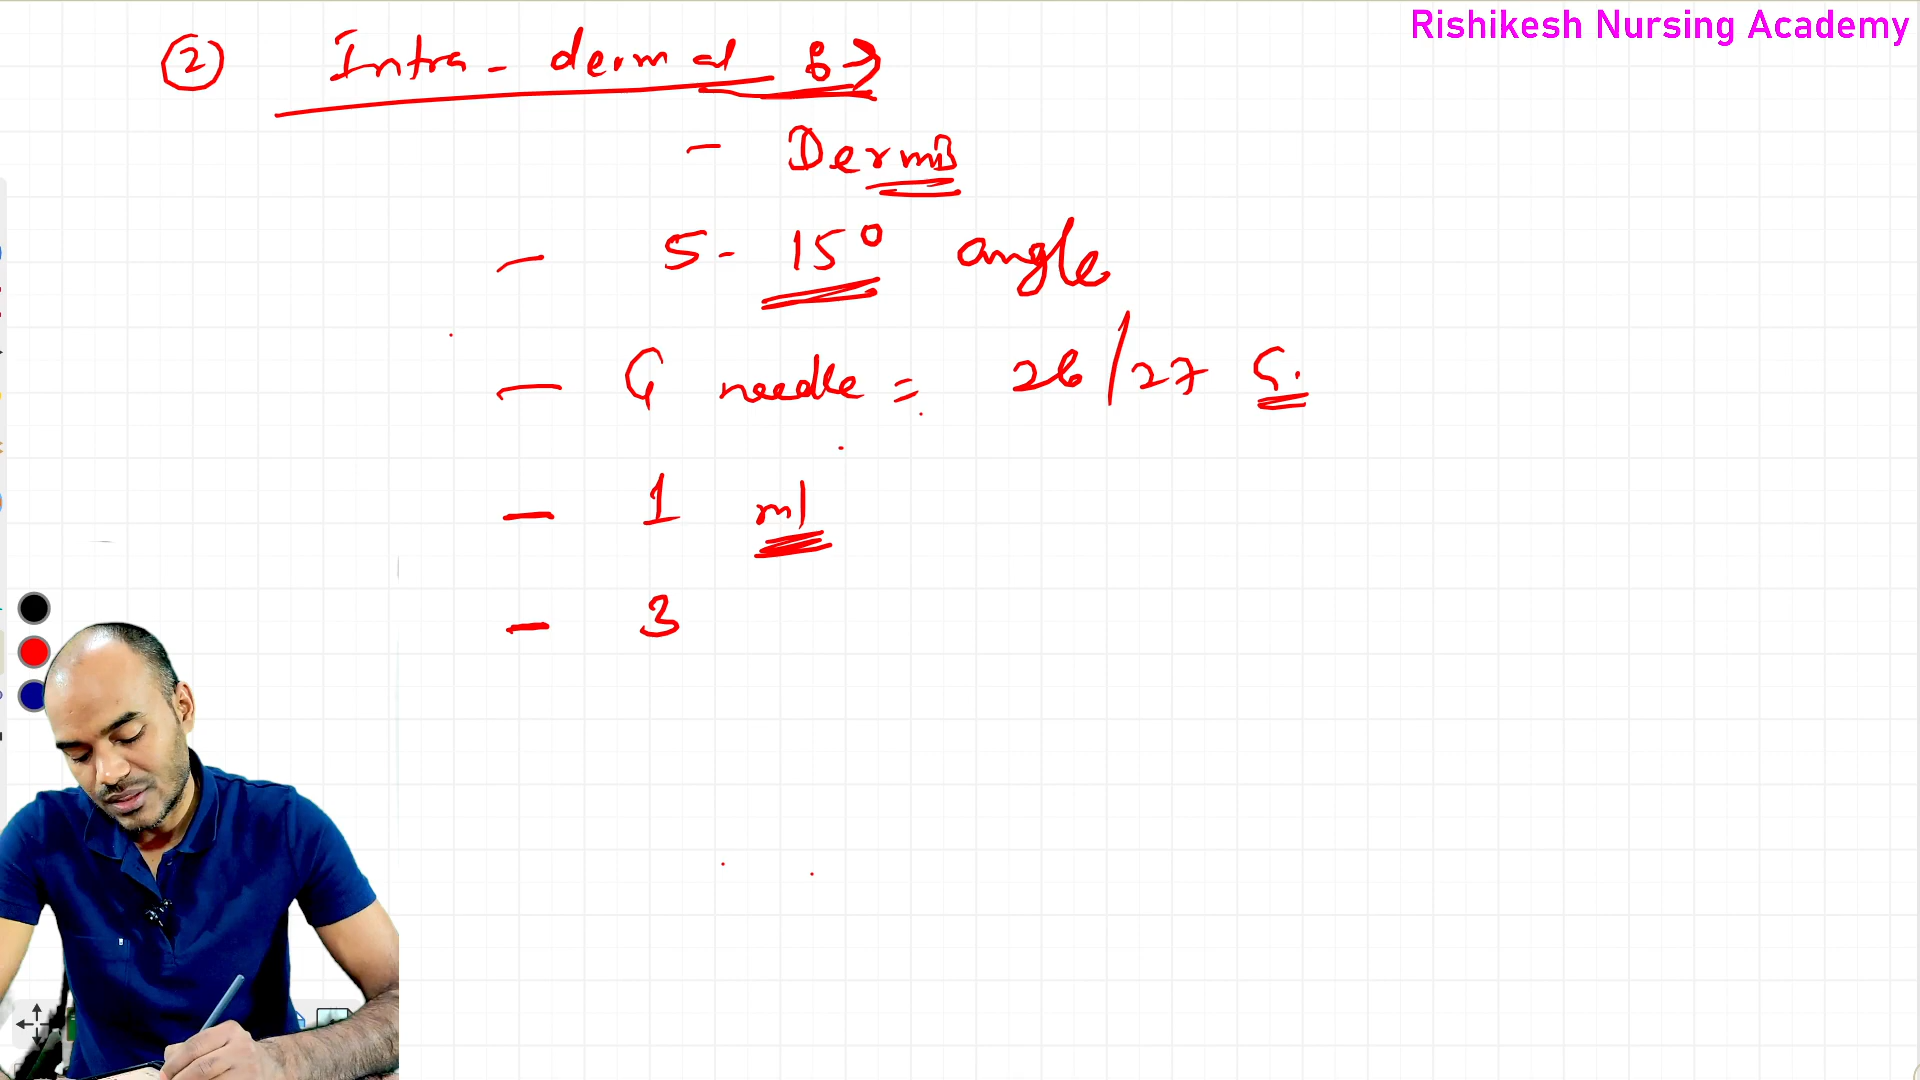 Rishikesh Nursing Academy
② Intra-dermal :→
- Dermis
- 5-15° angle
- G needle = 26/27 G.
- 1 ml
- 3